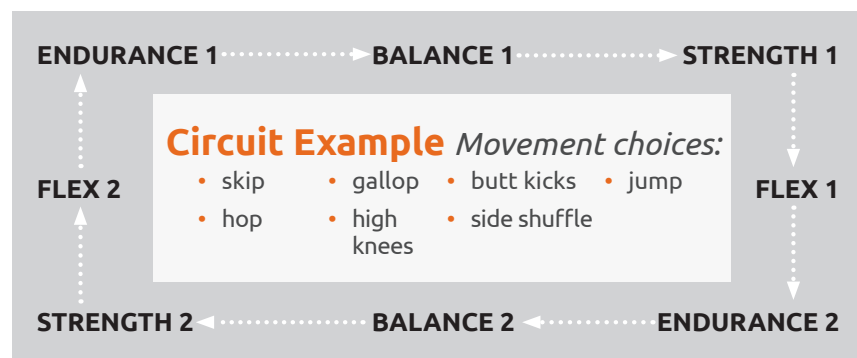 ENDURANCE 1 BALANCE 1 STRENGTH 1
Circuit Example Movement choices:
• skip • gallop • butt kicks • jump
FLEX 2 FLEX 1
• hop • high knees • side shuffle
STRENGTH 2 BALANCE 2 ENDURANCE 2